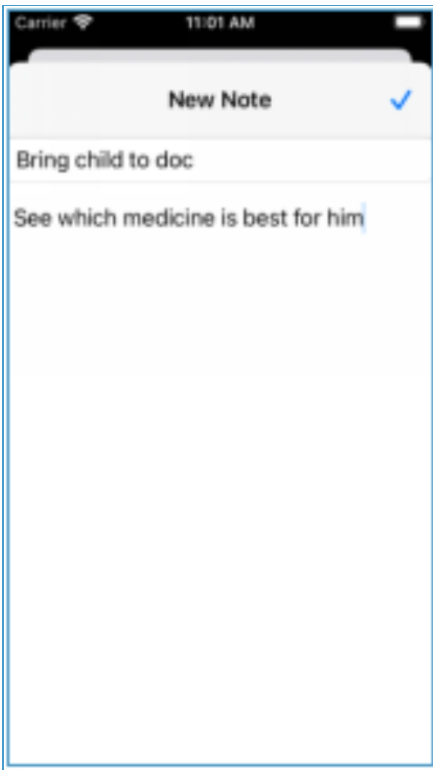 Carrier 11:01 AM
New Note
Bring child to doc
See which medicine is best for him